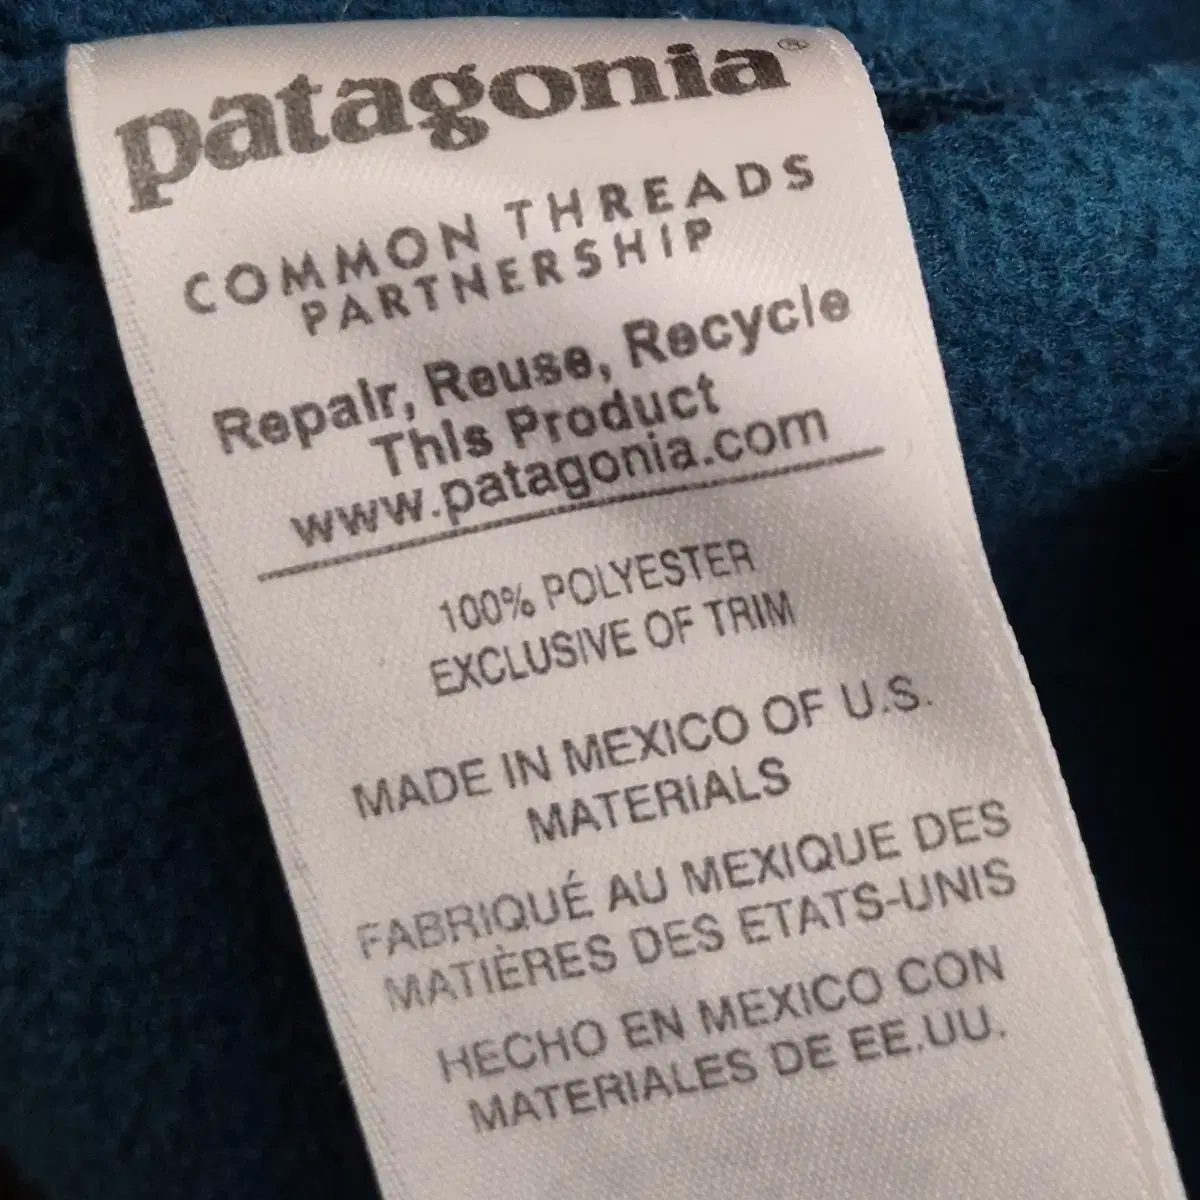 patagonia®
COMMON THREADS
PARTNERSHIP
Repair, Reuse, Recycle
This Product
www.patagonia.com
100% POLYESTER
EXCLUSIVE OF TRIM
MADE IN MEXICO OF U.S.
MATERIALS
FABRIQUÉ AU MEXIQUE DES
MATIÈRES DES ETATS-UNIS
HECHO EN MEXICO CON
MATERIALES DE EE.UU.